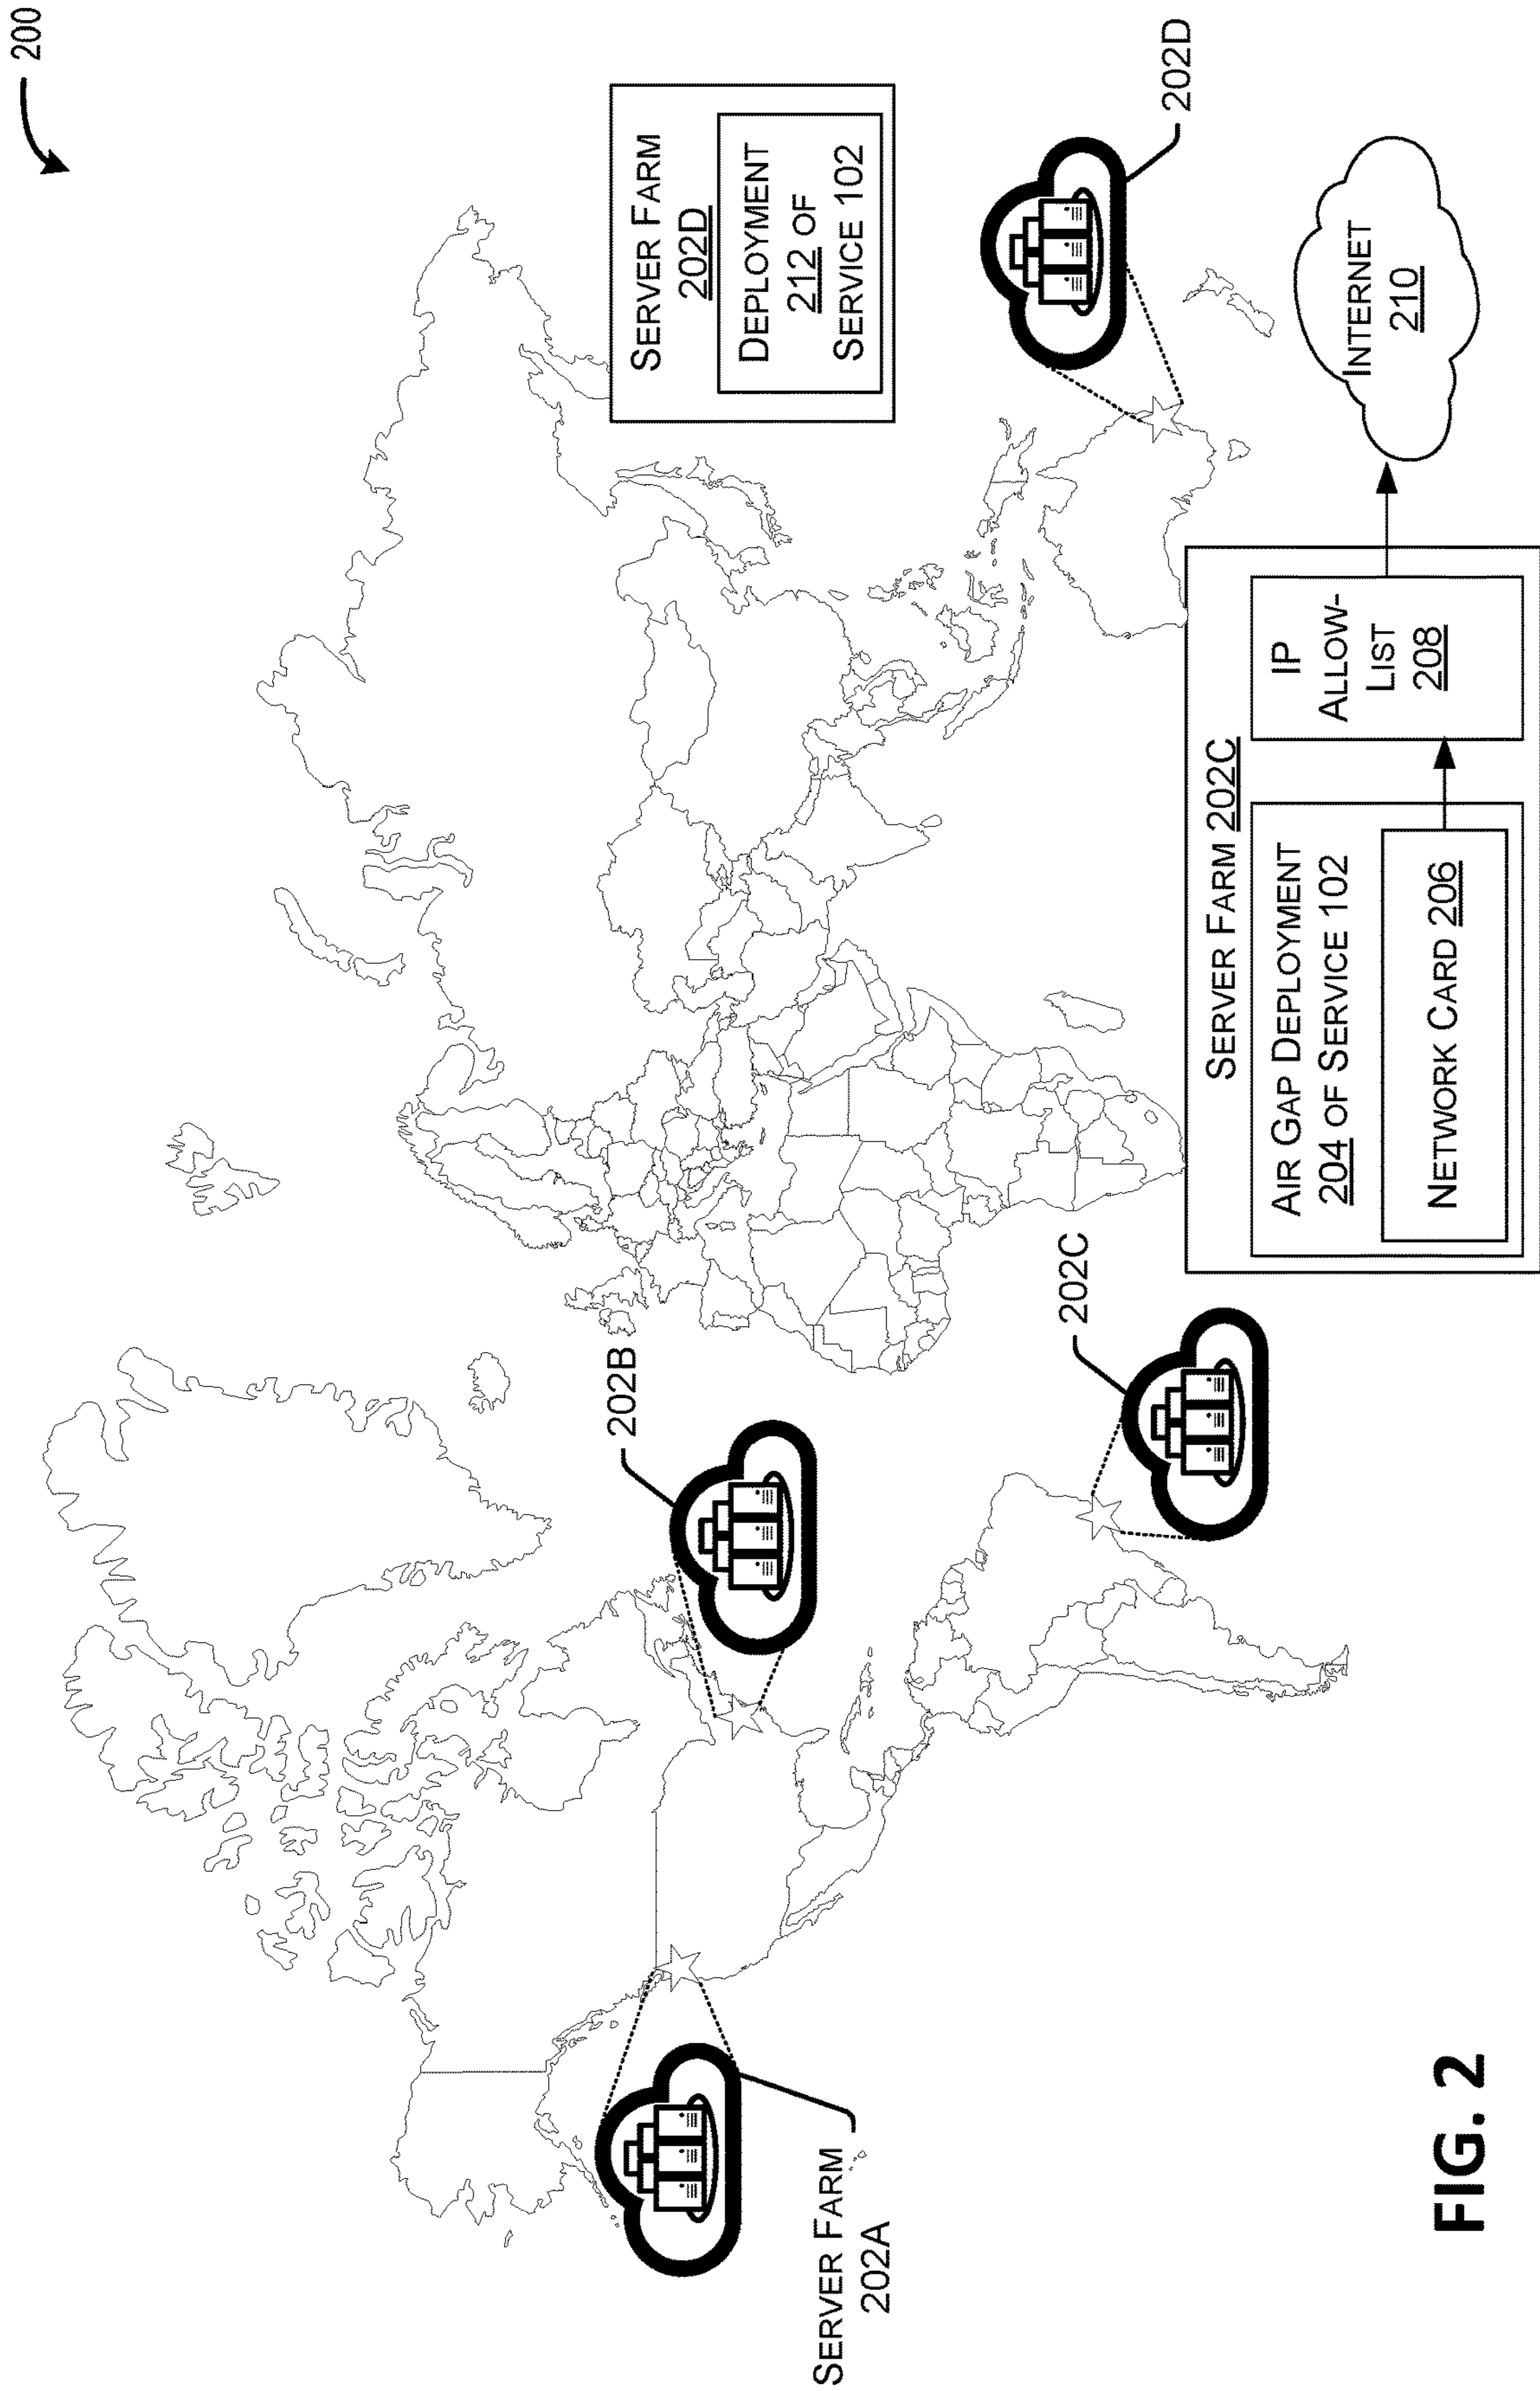 200
SERVER FARM
202D
DEPLOYMENT
212 OF
SERVICE 102
202D
202B
202C
SERVER FARM
202A
SERVER FARM 202C
AIR GAP DEPLOYMENT
204 OF SERVICE 102
NETWORK CARD 206
IP
ALLOW-
LIST
208
INTERNET
210
FIG. 2